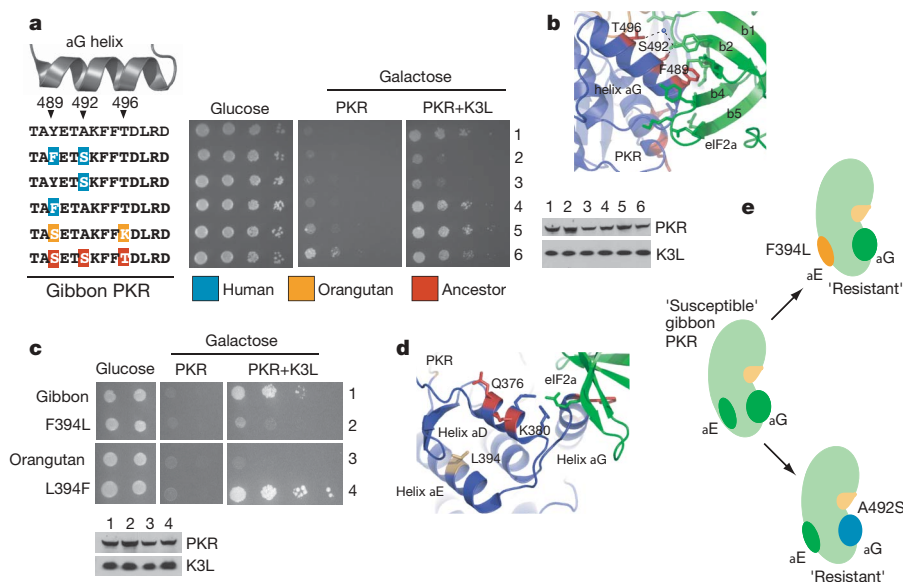 a
aG helix
489 492 496
TAYETAKFFTDLRD
TAFETSKFFTDLRD
TAYETSKFFTDLRD
TAFETAKFFTDLRD
TASETAKFFKDLRD
TASETSKFFTDLRD
Gibbon PKR
Galactose
Glucose PKR PKR+K3L
1
2
3
4
5
6
Human Orangutan Ancestor
b
T496
S492
F489
helix aG
PKR
b1
b2
b4
b5
eIF2a
1 2 3 4 5 6
PKR
K3L
c
Galactose
Glucose PKR PKR+K3L
Gibbon 1
F394L 2
Orangutan 3
L394F 4
1 2 3 4
PKR
K3L
d
PKR
Q376
eIF2a
Helix aD
K380
L394
Helix aG
Helix aE
e
F394L
aE
aG
'Resistant'
'Susceptible'
gibbon
PKR
aE
aG
A492S
aE
aG
'Resistant'